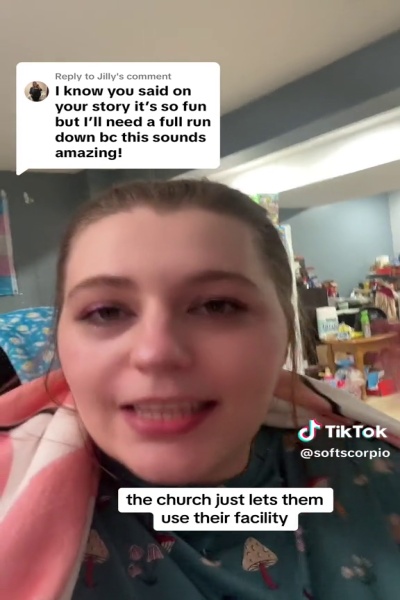 Reply to Jilly's comment
I know you said on
your story it's so fun
but I'll need a full run
down bc this sounds
amazing!
TikTok
@softscorpio
the church just lets them
use their facility